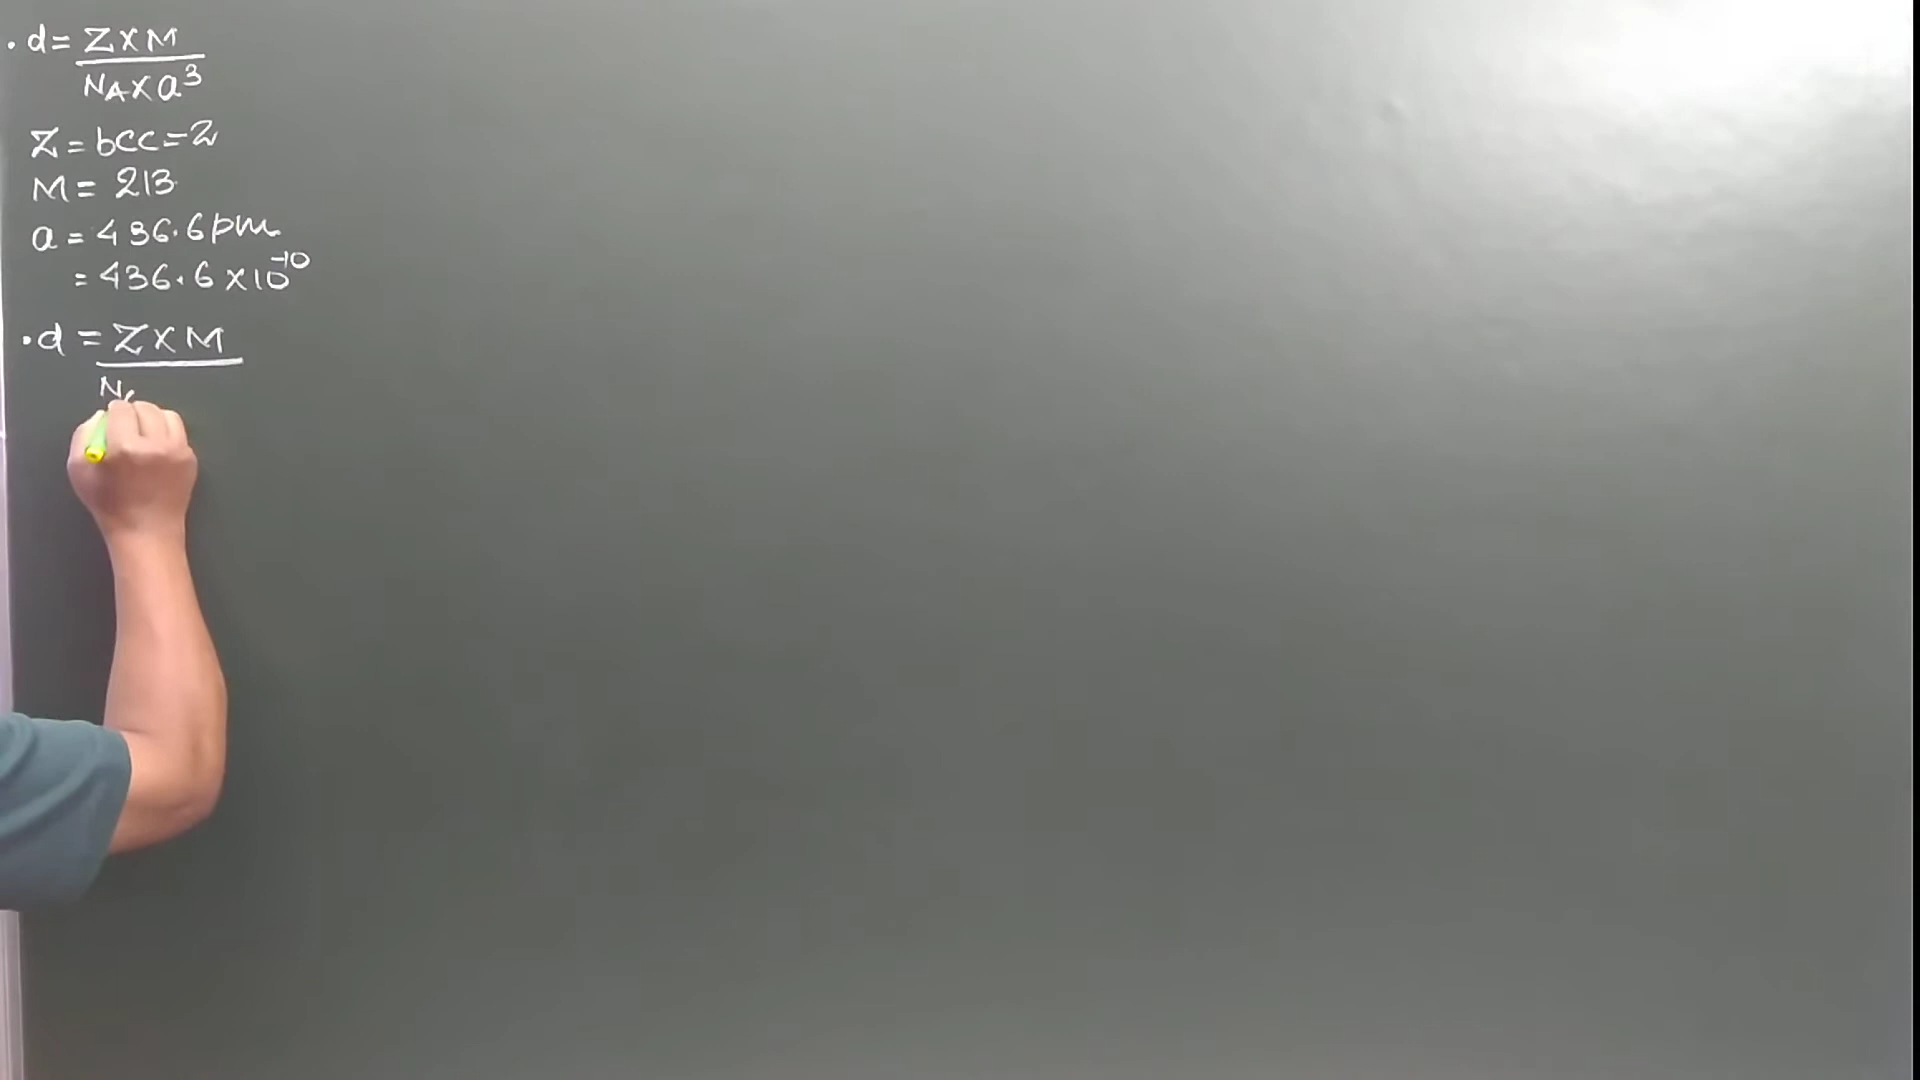 . d = Z X M
N_A X a³
Z = bcc = 2
M = 213
a = 436.6 pm
= 436.6 X 10⁻¹⁰
. d = Z X M
N